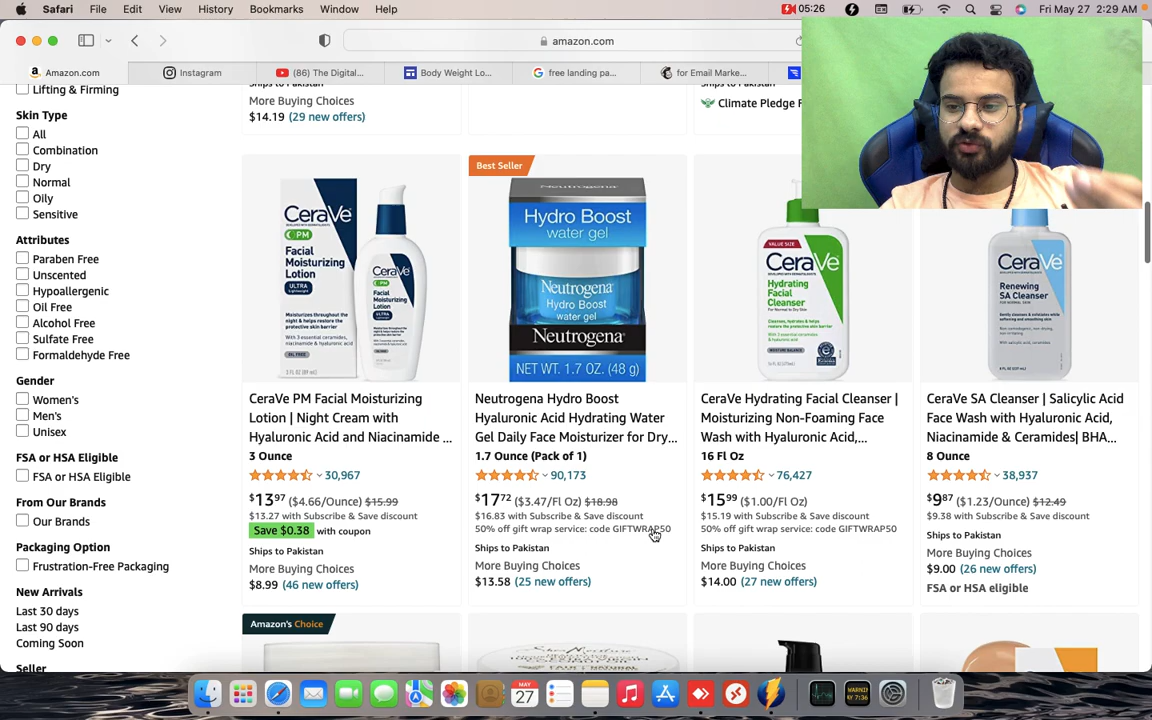 Safari File Edit View History Bookmarks Window Help
05:26
Fri May 27 2:29 AM
amazon.com
Amazon.com
Instagram
(86) The Digital...
Body Weight Lo...
free landing pa...
for Email Marke...
Lifting & Firming
Skin Type
All
Combination
Dry
Normal
Oily
Sensitive
Attributes
Paraben Free
Unscented
Hypoallergenic
Oil Free
Alcohol Free
Sulfate Free
Formaldehyde Free
Gender
Women's
Men's
Unisex
FSA or HSA Eligible
FSA or HSA Eligible
From Our Brands
Our Brands
Packaging Option
Frustration-Free Packaging
New Arrivals
Last 30 days
Last 90 days
Coming Soon
Seller
Ships to Pakistan
More Buying Choices
$14.19 (29 new offers)
Climate Pledge F
CeraVe
PM
Facial
Moisturizing
Lotion
ULTRA
CeraVe
PM
Facial
Moisturizing
Lotion
CeraVe PM Facial Moisturizing
Lotion | Night Cream with
Hyaluronic Acid and Niacinamide ...
3 Ounce
30,967
$13.97 ($4.66/Ounce) $15.99
$13.27 with Subscribe & Save discount
Save $0.38 with coupon
Ships to Pakistan
More Buying Choices
$8.99 (46 new offers)
Best Seller
Hydro Boost
water gel
Neutrogena
Hydro Boost
water gel
Neutrogena
NET WT. 1.7 OZ. (48 g)
Neutrogena Hydro Boost
Hyaluronic Acid Hydrating Water
Gel Daily Face Moisturizer for Dry...
1.7 Ounce (Pack of 1)
90,173
$17.72 ($3.47/Fl Oz) $18.98
$16.83 with Subscribe & Save discount
50% off gift wrap service: code GIFTWRAP50
Ships to Pakistan
More Buying Choices
$13.58 (25 new offers)
VALUE SIZE
CeraVe
Hydrating
Facial
Cleanser
CeraVe Hydrating Facial Cleanser |
Moisturizing Non-Foaming Face
Wash with Hyaluronic Acid,...
16 Fl Oz
76,427
$15.99 ($1.00/Fl Oz)
$15.19 with Subscribe & Save discount
50% off gift wrap service: code GIFTWRAP50
Ships to Pakistan
More Buying Choices
$14.00 (27 new offers)
CeraVe
Renewing
SA Cleanser
CeraVe SA Cleanser | Salicylic Acid
Face Wash with Hyaluronic Acid,
Niacinamide & Ceramides| BHA...
8 Ounce
38,937
$9.87 ($1.23/Ounce) $12.49
$9.38 with Subscribe & Save discount
Ships to Pakistan
More Buying Choices
$9.00 (26 new offers)
FSA or HSA eligible
Amazon's Choice
MAY
27